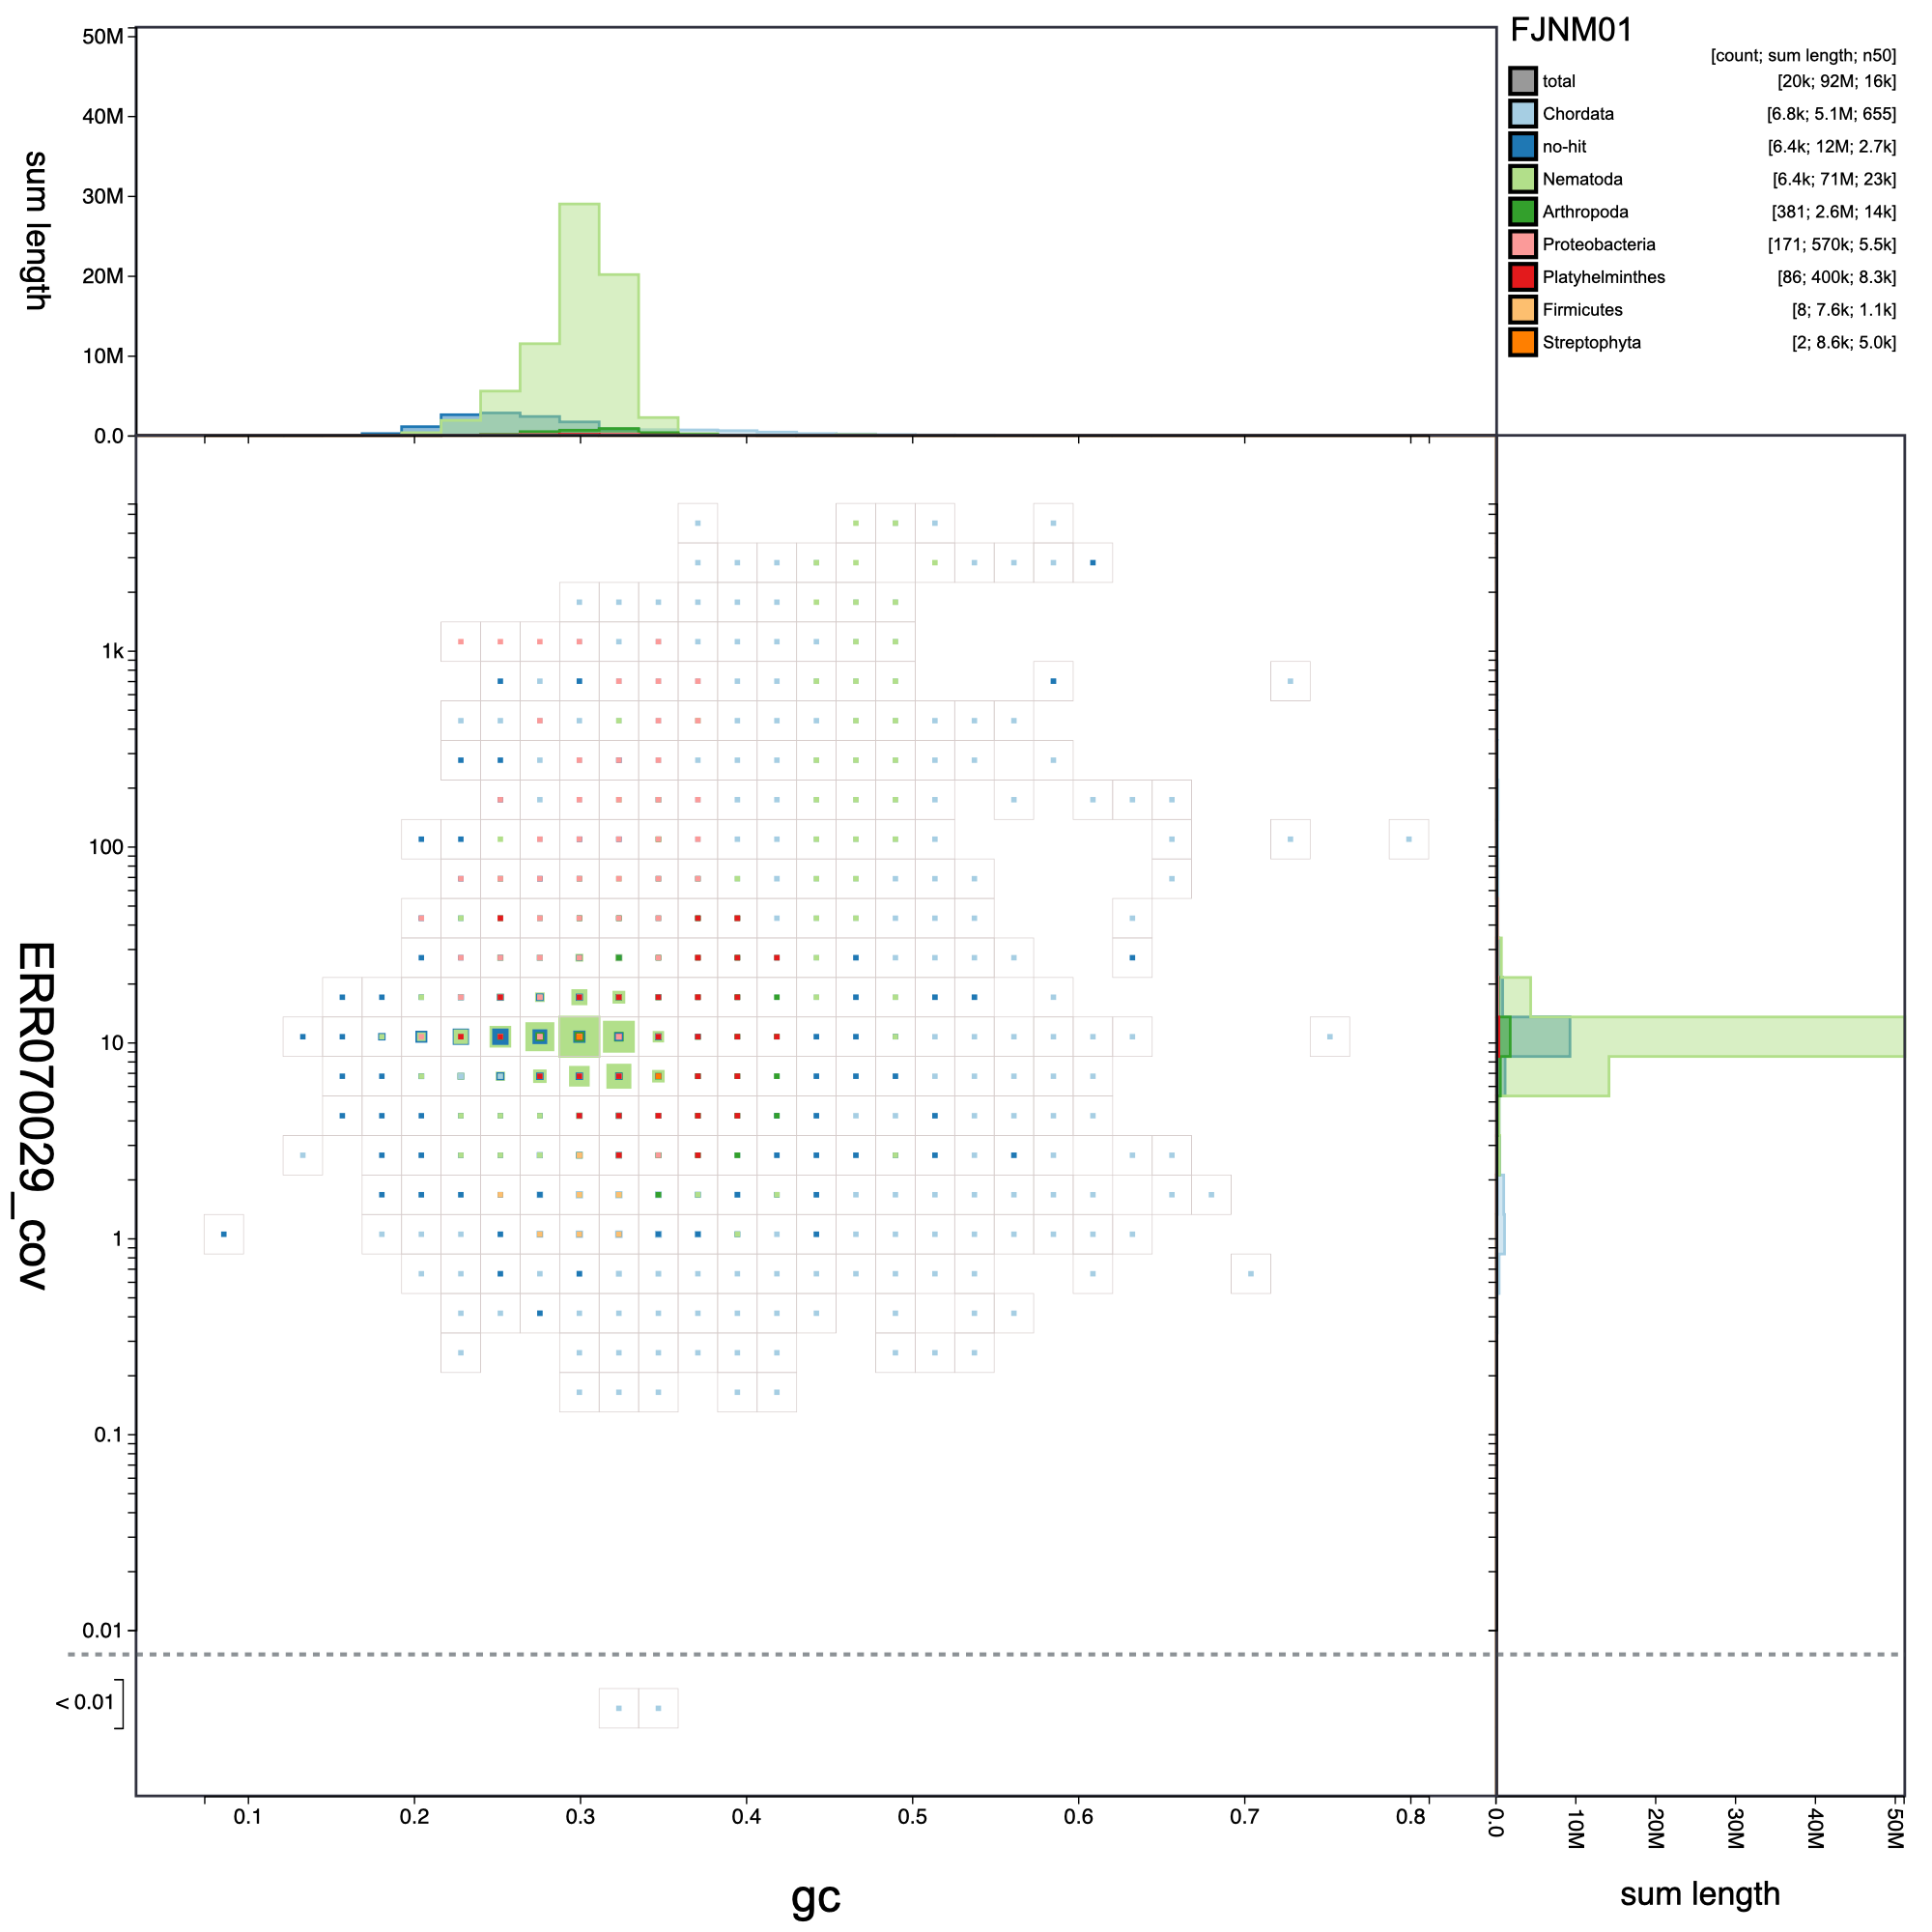 FJNM01
[count; sum length; n50]
total [20k; 92M; 16k]
Chordata [6.8k; 5.1M; 655]
no-hit [6.4k; 12M; 2.7k]
Nematoda [6.4k; 71M; 23k]
Arthropoda [381; 2.6M; 14k]
Proteobacteria [171; 570k; 5.5k]
Platyhelminthes [86; 400k; 8.3k]
Firmicutes [8; 7.6k; 1.1k]
Streptophyta [2; 8.6k; 5.0k]
50M
40M
30M
20M
10M
0.0
sum length
1k
100
10
1
0.1
0.01
< 0.01
ERR070029_cov
0.1 0.2 0.3 0.4 0.5 0.6 0.7 0.8
gc
0.0 10M 20M 30M 40M 50M
sum length